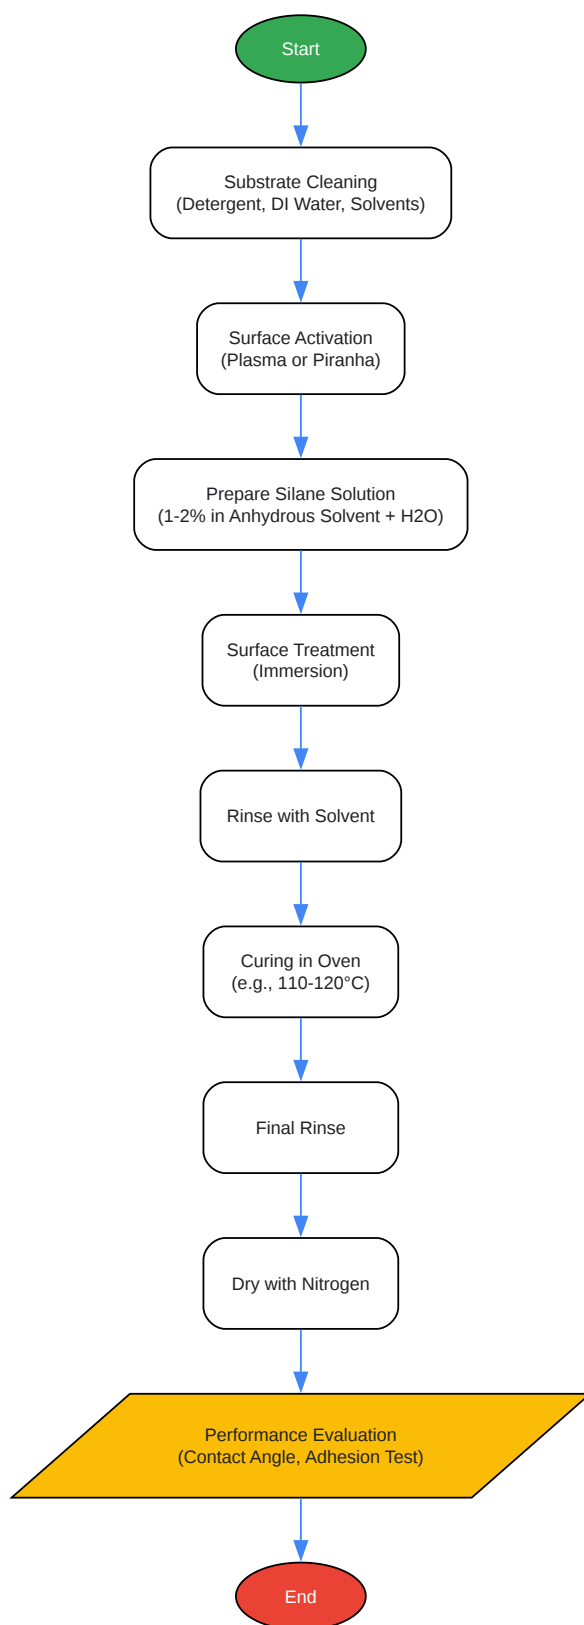 Start
Substrate Cleaning
(Detergent, DI Water, Solvents)
Surface Activation
(Plasma or Piranha)
Prepare Silane Solution
(1-2% in Anhydrous Solvent + H2O)
Surface Treatment
(Immersion)
Rinse with Solvent
Curing in Oven
(e.g., 110-120°C)
Final Rinse
Dry with Nitrogen
Performance Evaluation
(Contact Angle, Adhesion Test)
End